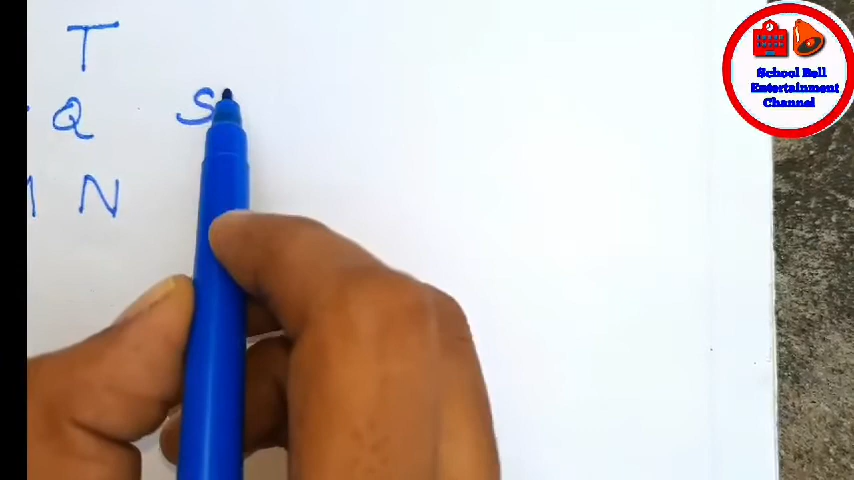 T
Q S
N
School Bell
Entertainment
Channel